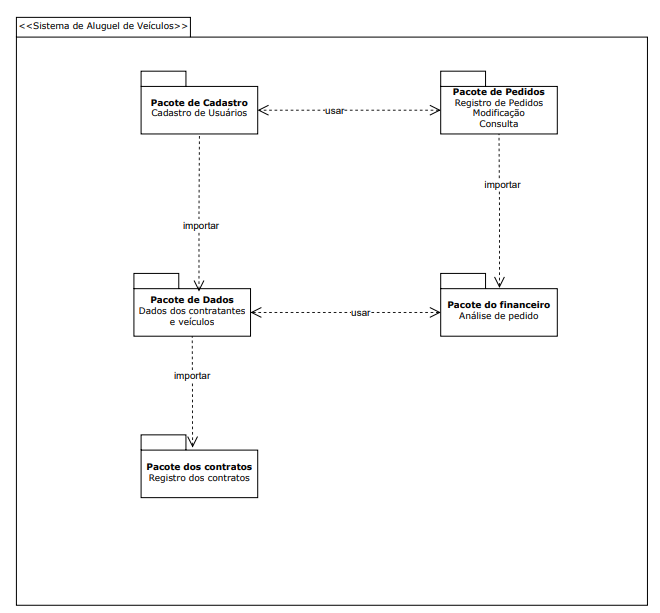 <<Sistema de Aluguel de Veículos>>
Pacote de Cadastro
Cadastro de Usuários
usar
Pacote de Pedidos
Registro de Pedidos
Modificação
Consulta
importar
importar
Pacote de Dados
Dados dos contratantes
e veículos
usar
Pacote do financeiro
Análise de pedido
importar
Pacote dos contratos
Registro dos contratos